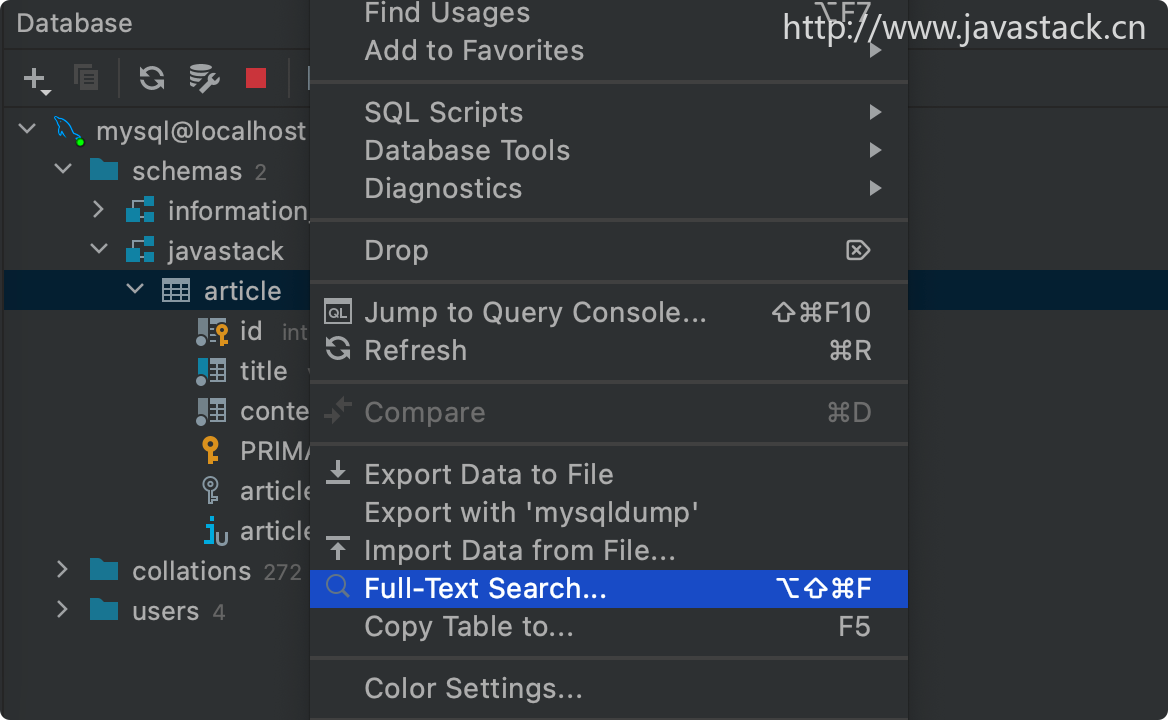 Database
http://www.javastack.cn
mysql@localhost
schemas 2
information_
javastack
article
id int
title
conte
PRIMA
article
article
collations 272
users 4
Find Usages ⌥F7
Add to Favorites
SQL Scripts
Database Tools
Diagnostics
Drop
QL Jump to Query Console... ⇧⌘F10
Refresh ⌘R
Compare ⌘D
Export Data to File
Export with 'mysqldump'
Import Data from File...
Full-Text Search... ⌥⇧⌘F
Copy Table to... F5
Color Settings...